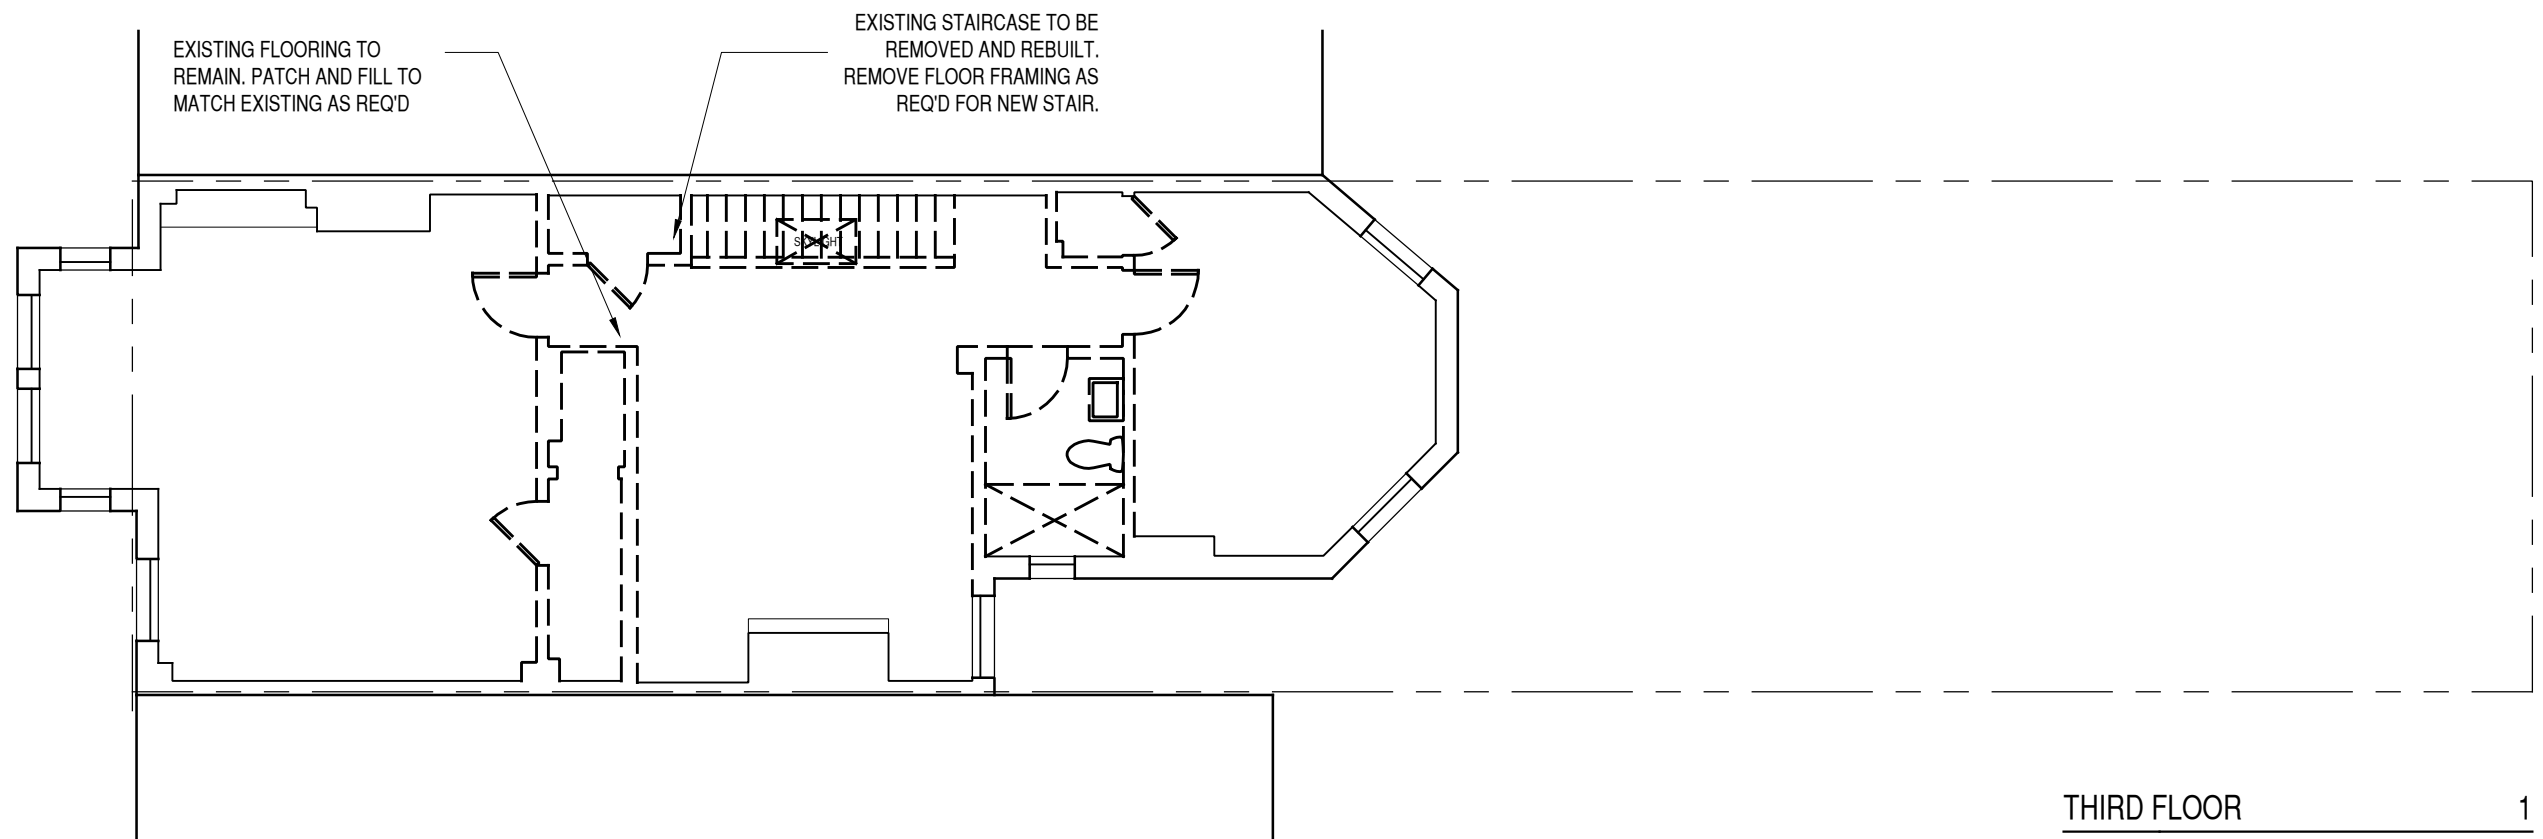 EXISTING FLOORING TO
REMAIN. PATCH AND FILL TO
MATCH EXISTING AS REQ'D
EXISTING STAIRCASE TO BE
REMOVED AND REBUILT.
REMOVE FLOOR FRAMING AS
REQ'D FOR NEW STAIR.
SKYLIGHT
THIRD FLOOR 1